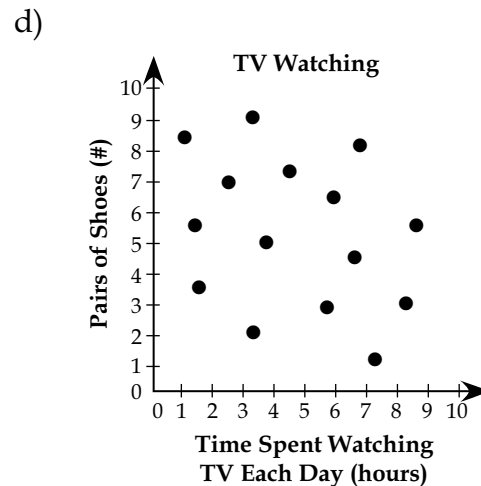 d)
TV Watching
Pairs of Shoes (#)
10
9
8
7
6
5
4
3
2
1
0
0 1 2 3 4 5 6 7 8 9 10
Time Spent Watching
TV Each Day (hours)